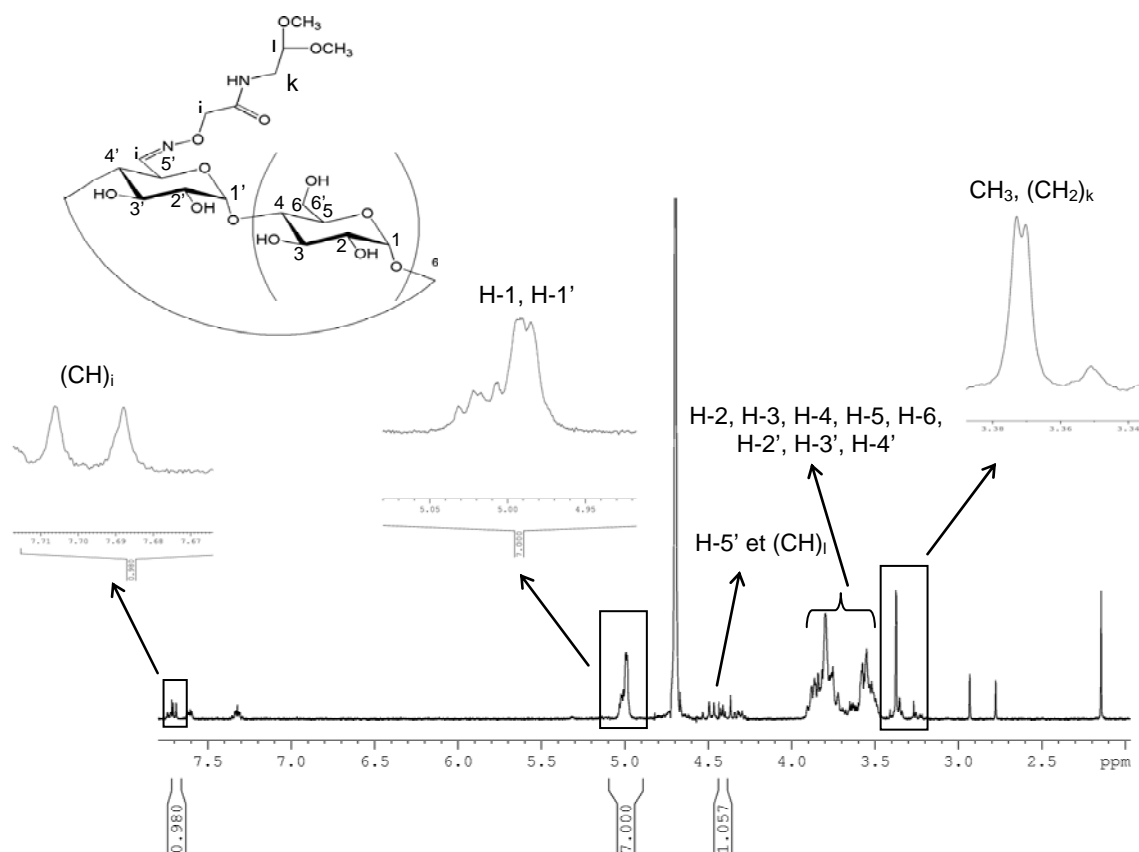 OCH3
l
OCH3
HN
k
i
O
N
O
i
4'
5'
O
HO
3'
2'
OH
1'
O
OH
6
6'
4
5
O
HO
3
2
OH
1
O
6
CH3, (CH2)k
3.38
3.36
3.34
H-1, H-1'
5.05
5.00
4.95
7.000
(CH)i
7.71
7.70
7.69
7.68
7.67
0.980
H-2, H-3, H-4, H-5, H-6,
H-2', H-3', H-4'
H-5' et (CH)l
7.5
7.0
6.5
6.0
5.5
5.0
4.5
4.0
3.5
3.0
2.5
ppm
0.980
7.000
1.057